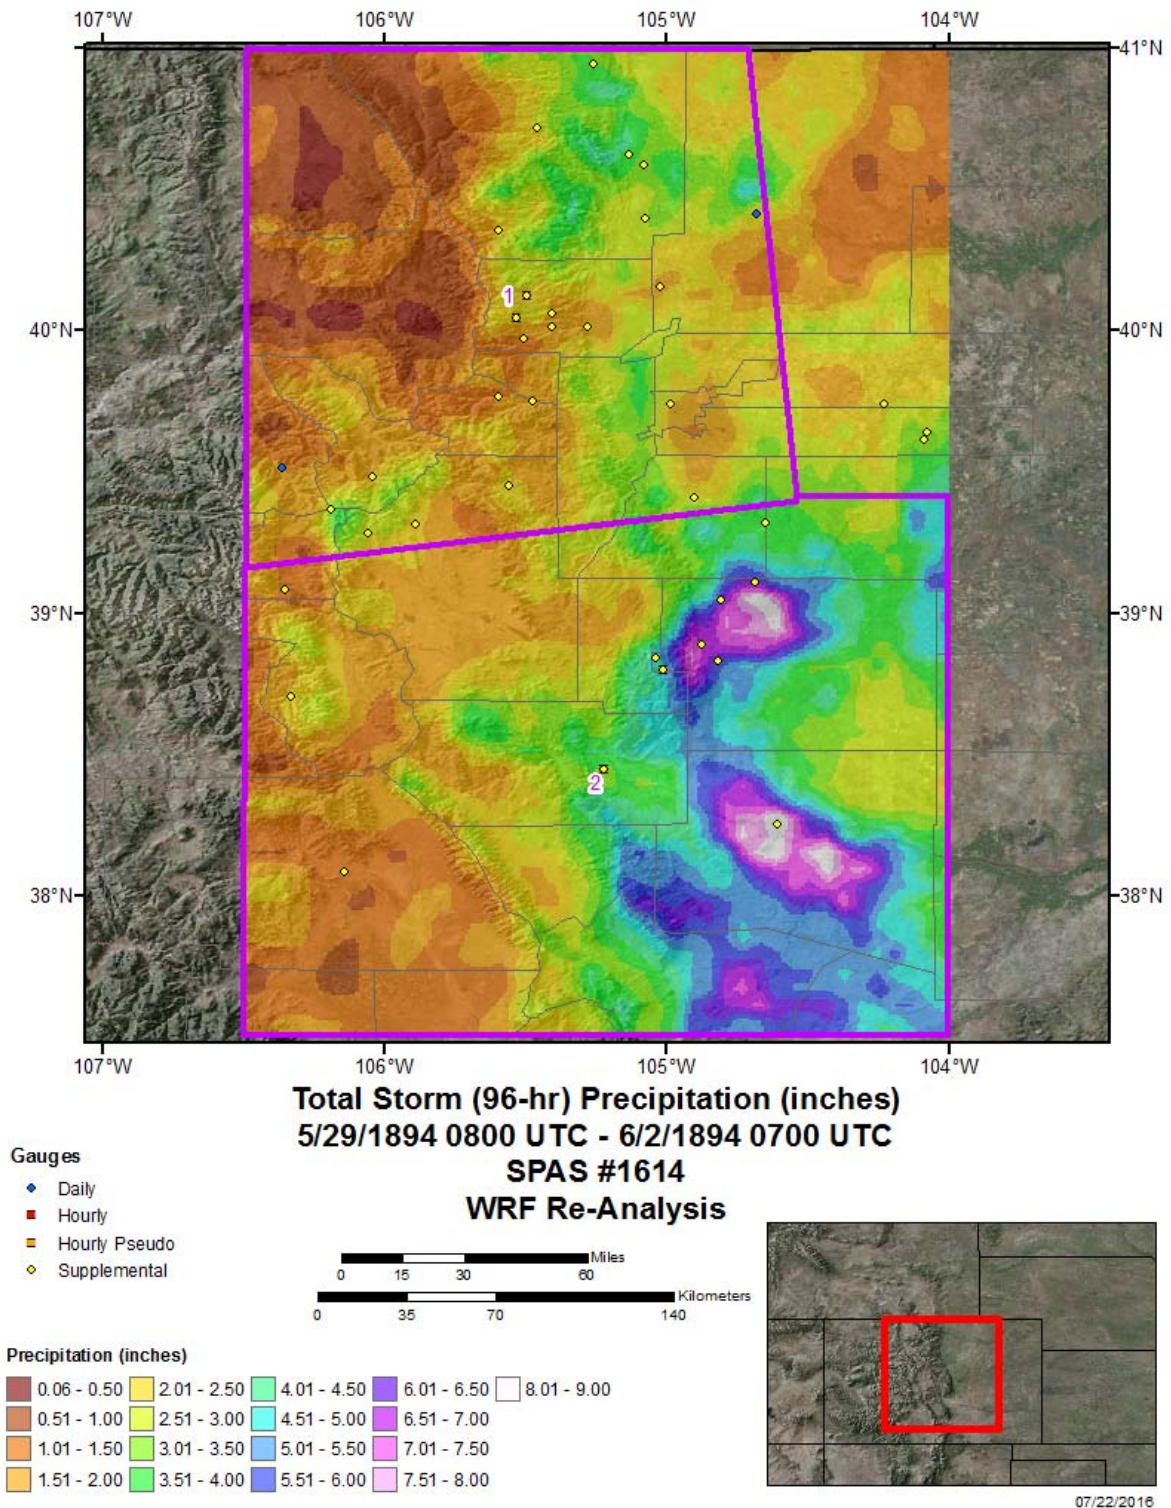 107°W 106°W 105°W 104°W
41°N
1
40°N 40°N
39°N 39°N
2
38°N 38°N
107°W 106°W 105°W 104°W
Total Storm (96-hr) Precipitation (inches)
5/29/1894 0800 UTC - 6/2/1894 0700 UTC
SPAS #1614
WRF Re-Analysis
Gauges
Daily
Hourly
Hourly Pseudo
Supplemental
Miles
0 15 30 60
Kilometers
0 35 70 140
Precipitation (inches)
0.06 - 0.50 2.01 - 2.50 4.01 - 4.50 6.01 - 6.50 8.01 - 9.00
0.51 - 1.00 2.51 - 3.00 4.51 - 5.00 6.51 - 7.00
1.01 - 1.50 3.01 - 3.50 5.01 - 5.50 7.01 - 7.50
1.51 - 2.00 3.51 - 4.00 5.51 - 6.00 7.51 - 8.00
07/22/2016